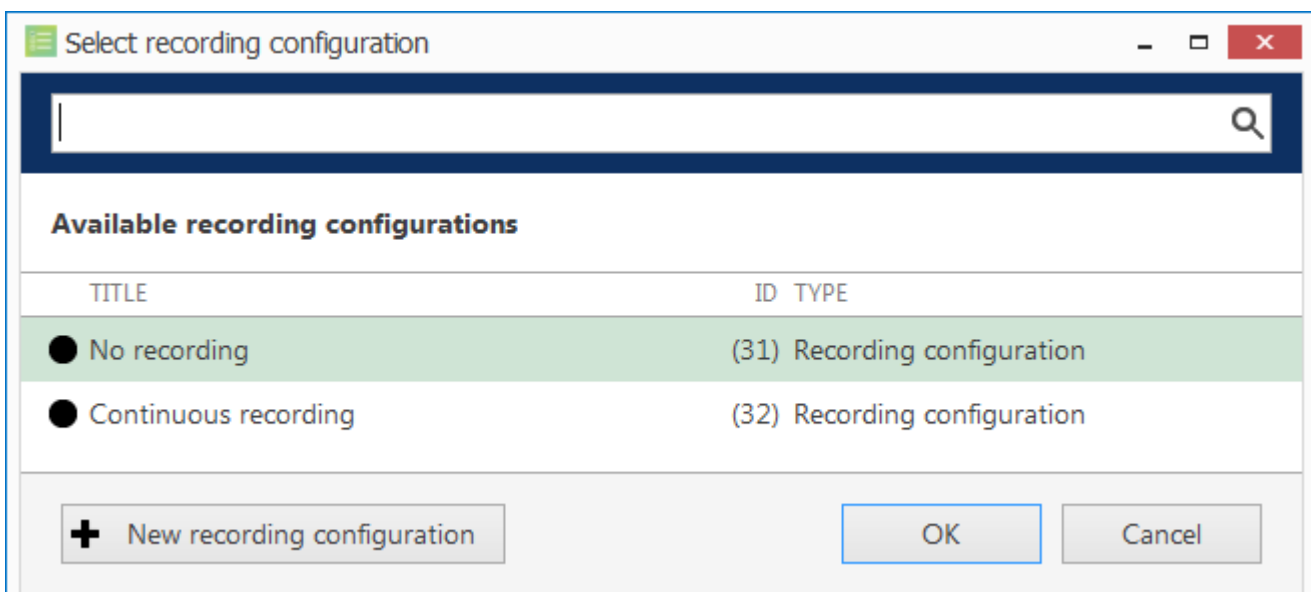 Select recording configuration
Available recording configurations
TITLE ID TYPE
No recording (31) Recording configuration
Continuous recording (32) Recording configuration
New recording configuration OK Cancel